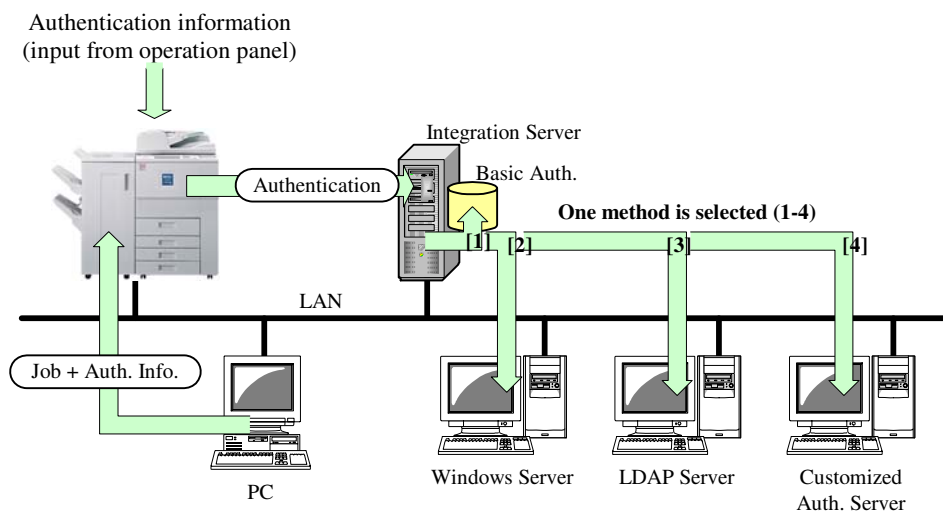 Authentication information
(input from operation panel)
Integration Server
Basic Auth.
Authentication
One method is selected (1-4)
[1]
[2]
[3]
[4]
LAN
Job + Auth. Info.
PC
Windows Server
LDAP Server
Customized
Auth. Server